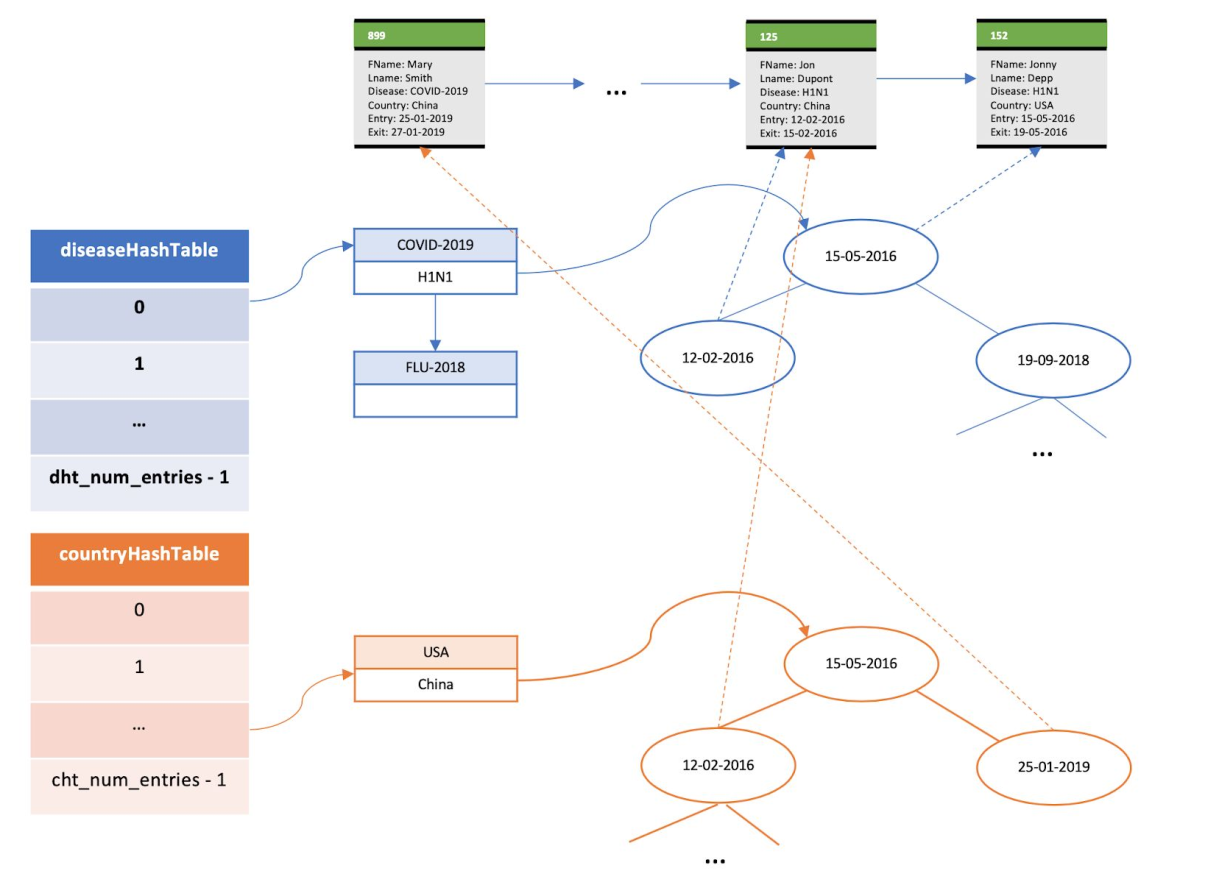 899
FName: Mary
Lname: Smith
Disease: COVID-2019
Country: China
Entry: 25-01-2019
Exit: 27-01-2019
...
125
FName: Jon
Lname: Dupont
Disease: H1N1
Country: China
Entry: 12-02-2016
Exit: 15-02-2016
152
FName: Jonny
Lname: Depp
Disease: H1N1
Country: USA
Entry: 15-05-2016
Exit: 19-05-2016
diseaseHashTable
0
1
...
dht_num_entries - 1
COVID-2019
H1N1
FLU-2018
15-05-2016
12-02-2016
19-09-2018
...
countryHashTable
0
1
...
cht_num_entries - 1
USA
China
15-05-2016
12-02-2016
25-01-2019
...